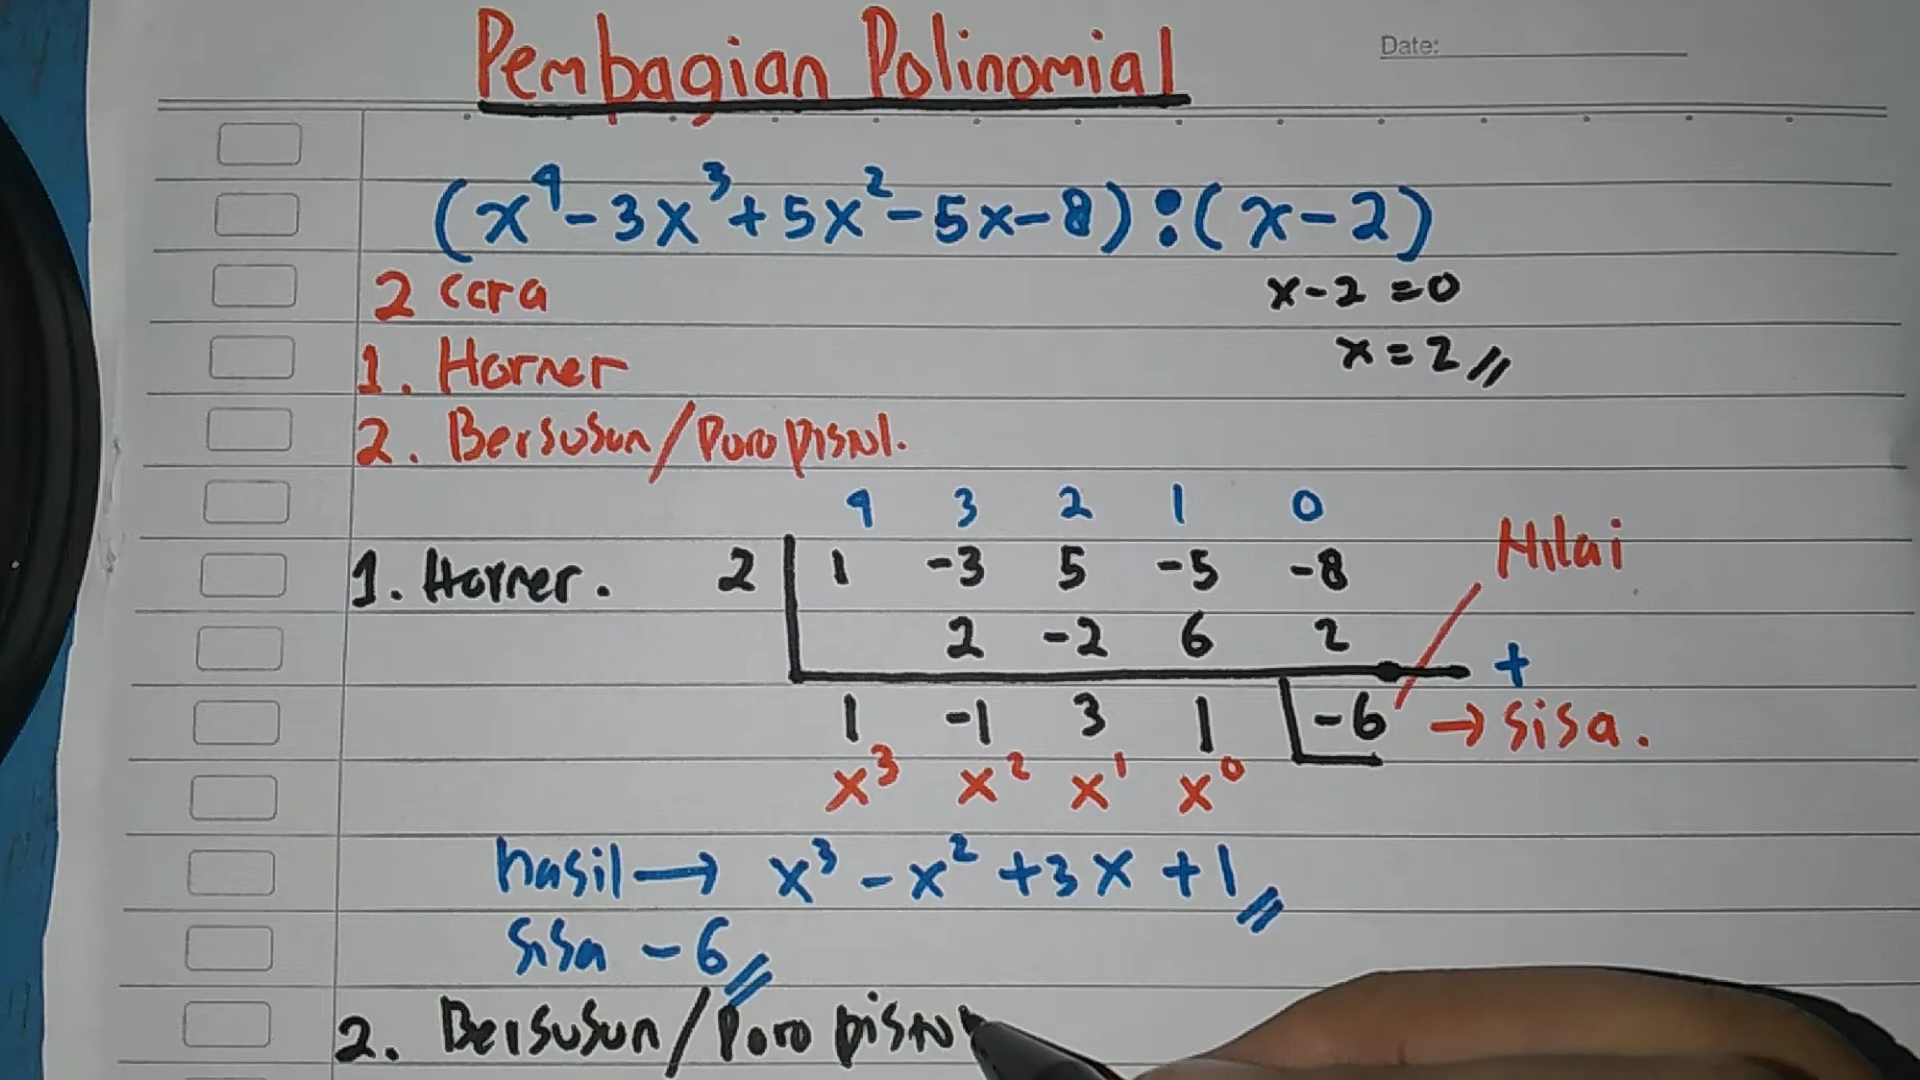 Pembagian Polinomial
Date:
(x⁴-3x³+5x²-5x-8):(x-2)
2 cara
x-2=0
1. Horner
x=2//
2. Bersusun/Poro pisut.
4 3 2 1 0
Nilai
1. Horner. 2 1 -3 5 -5 -8
2 -2 6 2 +
1 -1 3 1 -6 → sisa.
x³ x² x¹ x⁰
hasil → x³-x²+3x+1//
sisa -6//
2. Bersusun/Poro